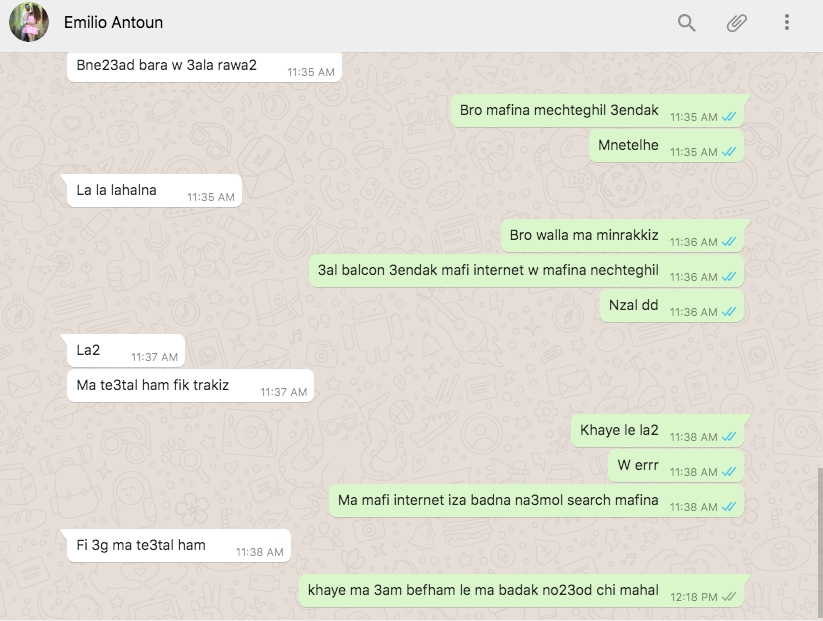 Emilio Antoun
Bne23ad bara w 3ala rawa2 11:35 AM
Bro mafina mechteghil 3endak 11:35 AM
Mnetelhe 11:35 AM
La la lahalna 11:35 AM
Bro walla ma minrakkiz 11:36 AM
3al balcon 3endak mafi internet w mafina nechteghil 11:36 AM
Nzal dd 11:36 AM
La2 11:37 AM
Ma te3tal ham fik trakiz 11:37 AM
Khaye le la2 11:38 AM
W errr 11:38 AM
Ma mafi internet iza badna na3mol search mafina 11:38 AM
Fi 3g ma te3tal ham 11:38 AM
khaye ma 3am befham le ma badak no23od chi mahal 12:18 PM